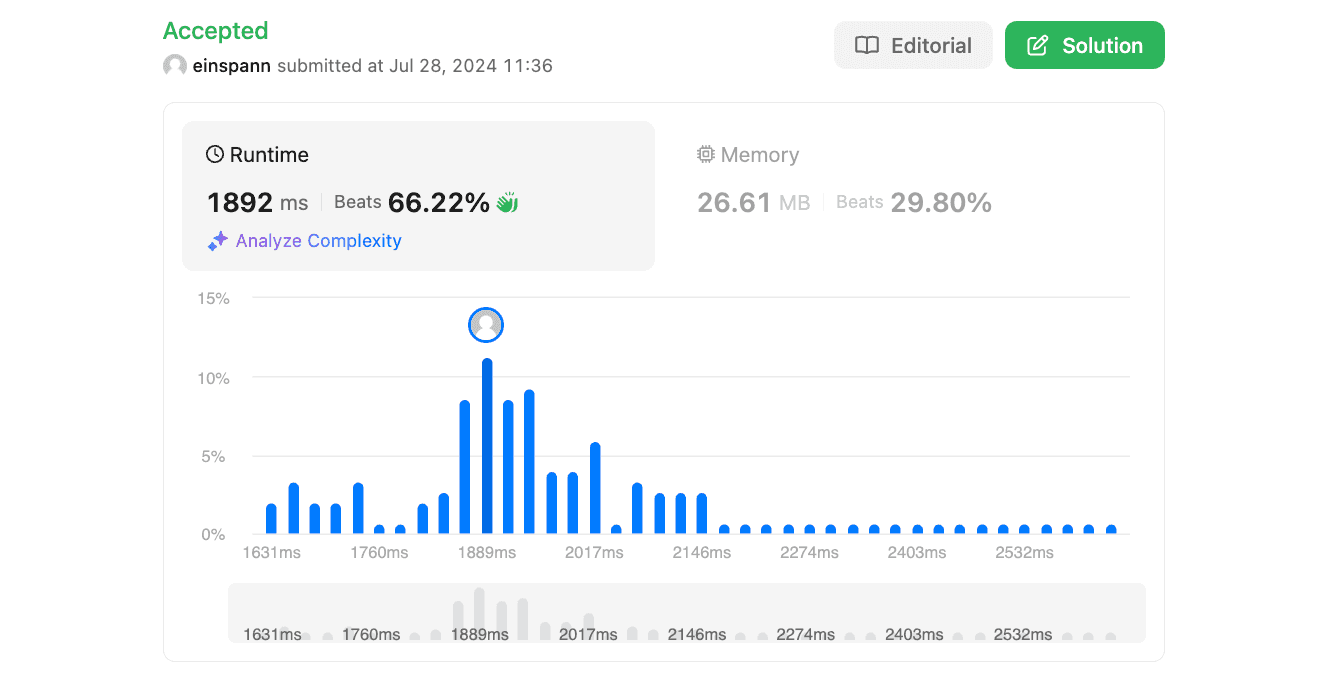 Accepted
einspann submitted at Jul 28, 2024 11:36
Editorial
Solution
Runtime
1892 ms Beats 66.22%
Analyze Complexity
Memory
26.61 MB Beats 29.80%
15%
10%
5%
0%
1631ms 1760ms 1889ms 2017ms 2146ms 2274ms 2403ms 2532ms
1631ms 1760ms 1889ms 2017ms 2146ms 2274ms 2403ms 2532ms